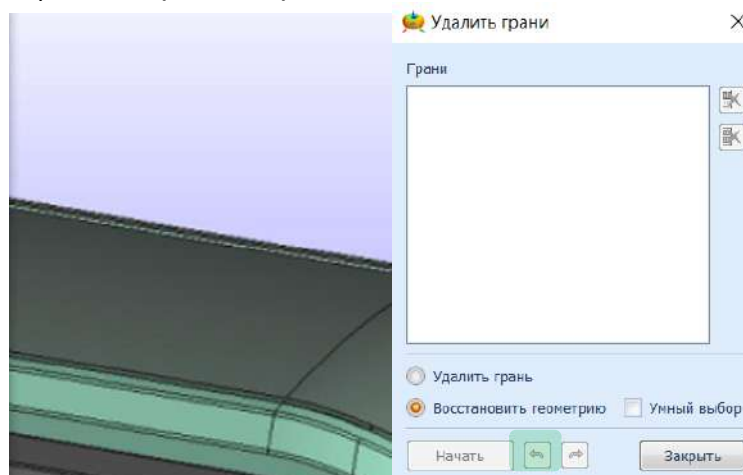 Удалить грани
Грани
Удалить грань
Восстановить геометрию Умный выбор
Начать Закрыть